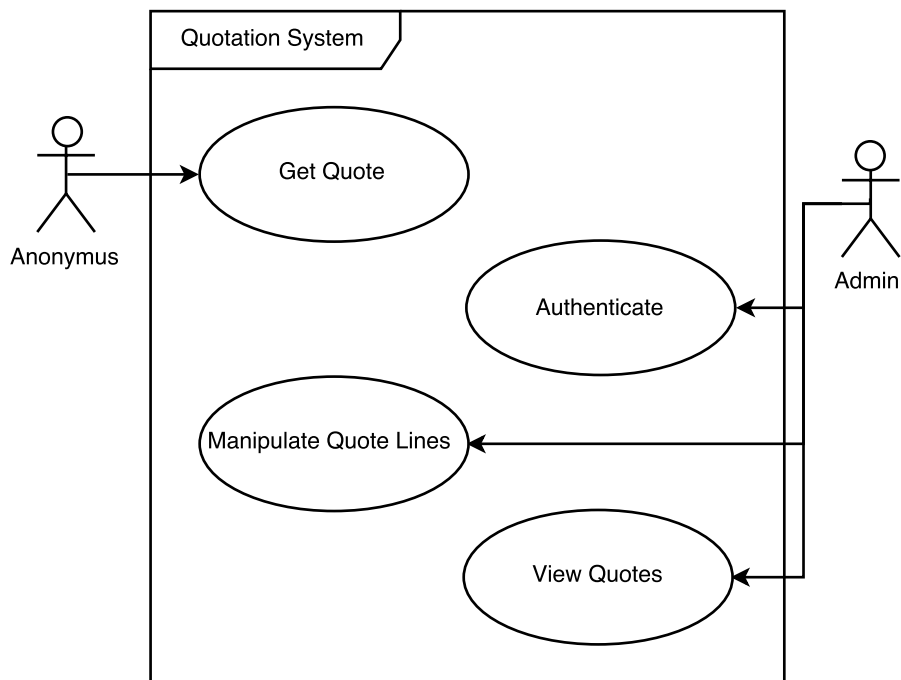 Quotation System
Get Quote
Anonymus
Admin
Authenticate
Manipulate Quote Lines
View Quotes